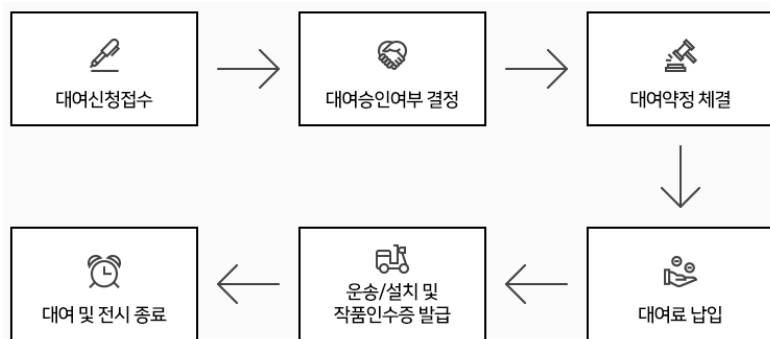 대여신청접수
대여승인여부 결정
대여약정 체결
대여료 납입
운송/설치 및
작품인수증 발급
대여 및 전시 종료